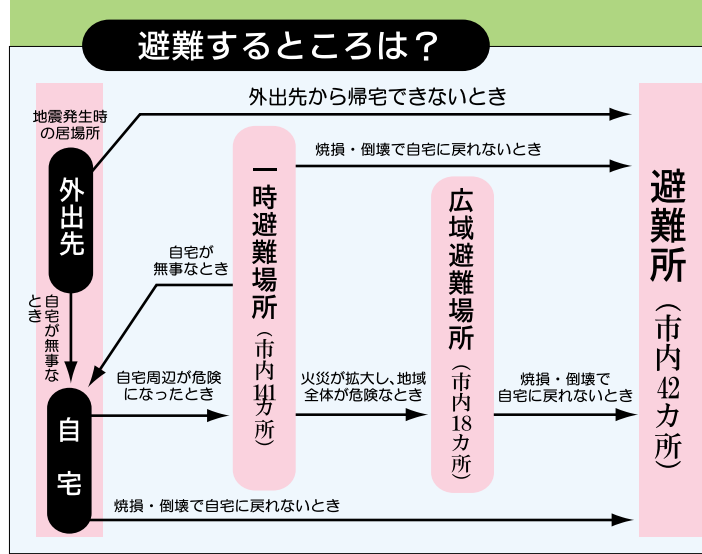 避難するところは？
地震発生時
の居場所
外出先
自宅が無事な
とき
自宅
外出先から帰宅できないとき
焼損・倒壊で自宅に戻れないとき
一時避難場所（市内141カ所）
自宅が
無事なとき
自宅周辺が危険
になったとき
火災が拡大し、地域
全体が危険なとき
広域避難場所（市内18カ所）
焼損・倒壊で
自宅に戻れないとき
焼損・倒壊で自宅に戻れないとき
避難所（市内42カ所）